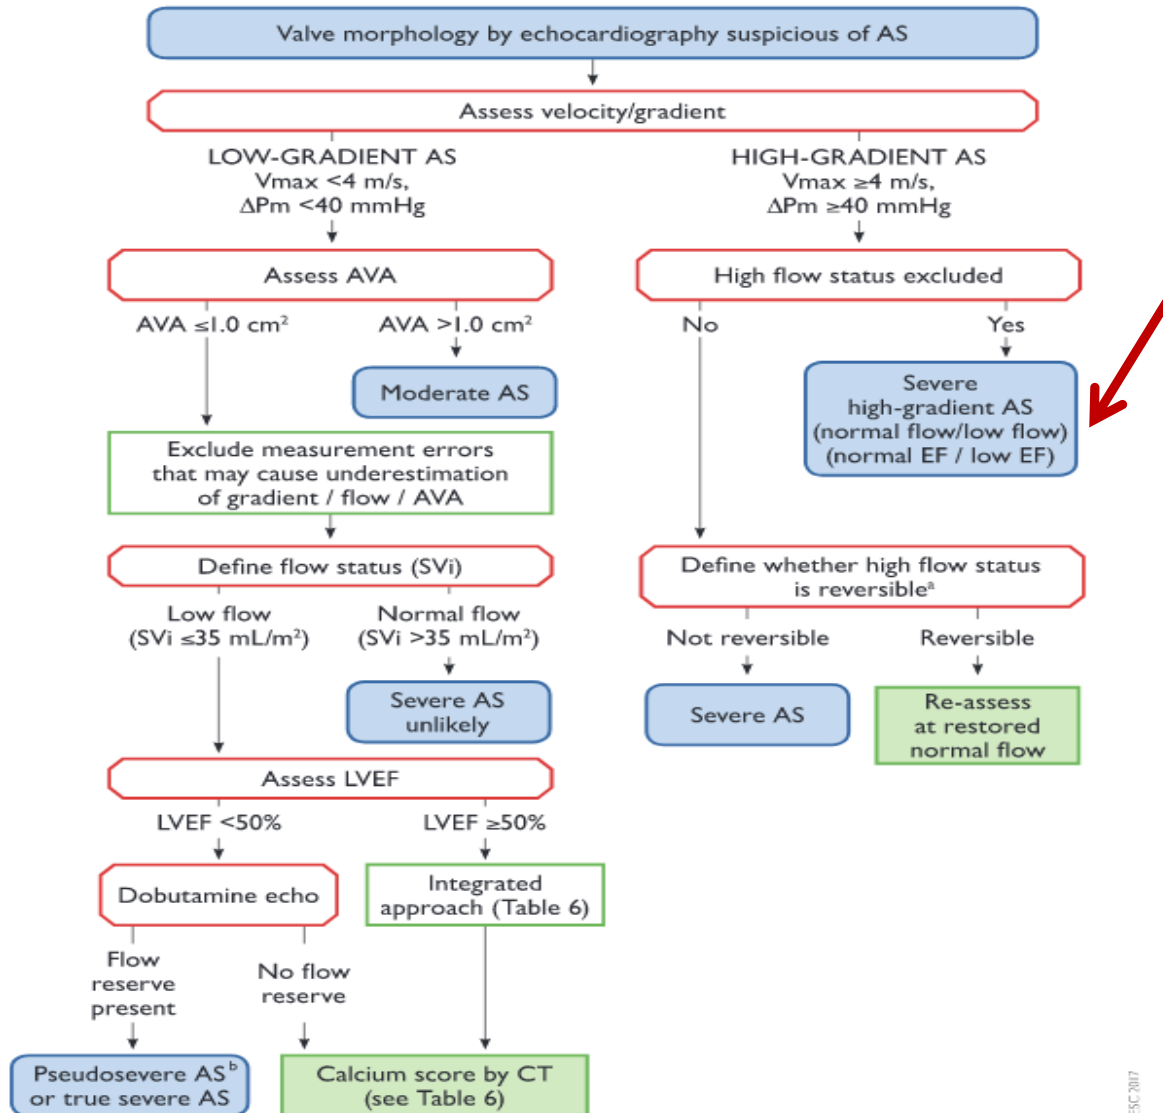 Valve morphology by echocardiography suspicious of AS
Assess velocity/gradient
LOW-GRADIENT AS
Vmax <4 m/s,
ΔPm <40 mmHg
HIGH-GRADIENT AS
Vmax ≥4 m/s,
ΔPm ≥40 mmHg
Assess AVA
High flow status excluded
AVA ≤1.0 cm²
AVA >1.0 cm²
No
Yes
Moderate AS
Severe
high-gradient AS
(normal flow/low flow)
(normal EF / low EF)
Exclude measurement errors
that may cause underestimation
of gradient / flow / AVA
Define flow status (SVi)
Define whether high flow status
is reversibleᵃ
Low flow
(SVi ≤35 mL/m²)
Normal flow
(SVi >35 mL/m²)
Not reversible
Reversible
Severe AS
unlikely
Severe AS
Re-assess
at restored
normal flow
Assess LVEF
LVEF <50%
LVEF ≥50%
Dobutamine echo
Integrated
approach (Table 6)
Flow
reserve
present
No flow
reserve
Pseudosevere ASᵇ
or true severe AS
Calcium score by CT
(see Table 6)
ESC 2017